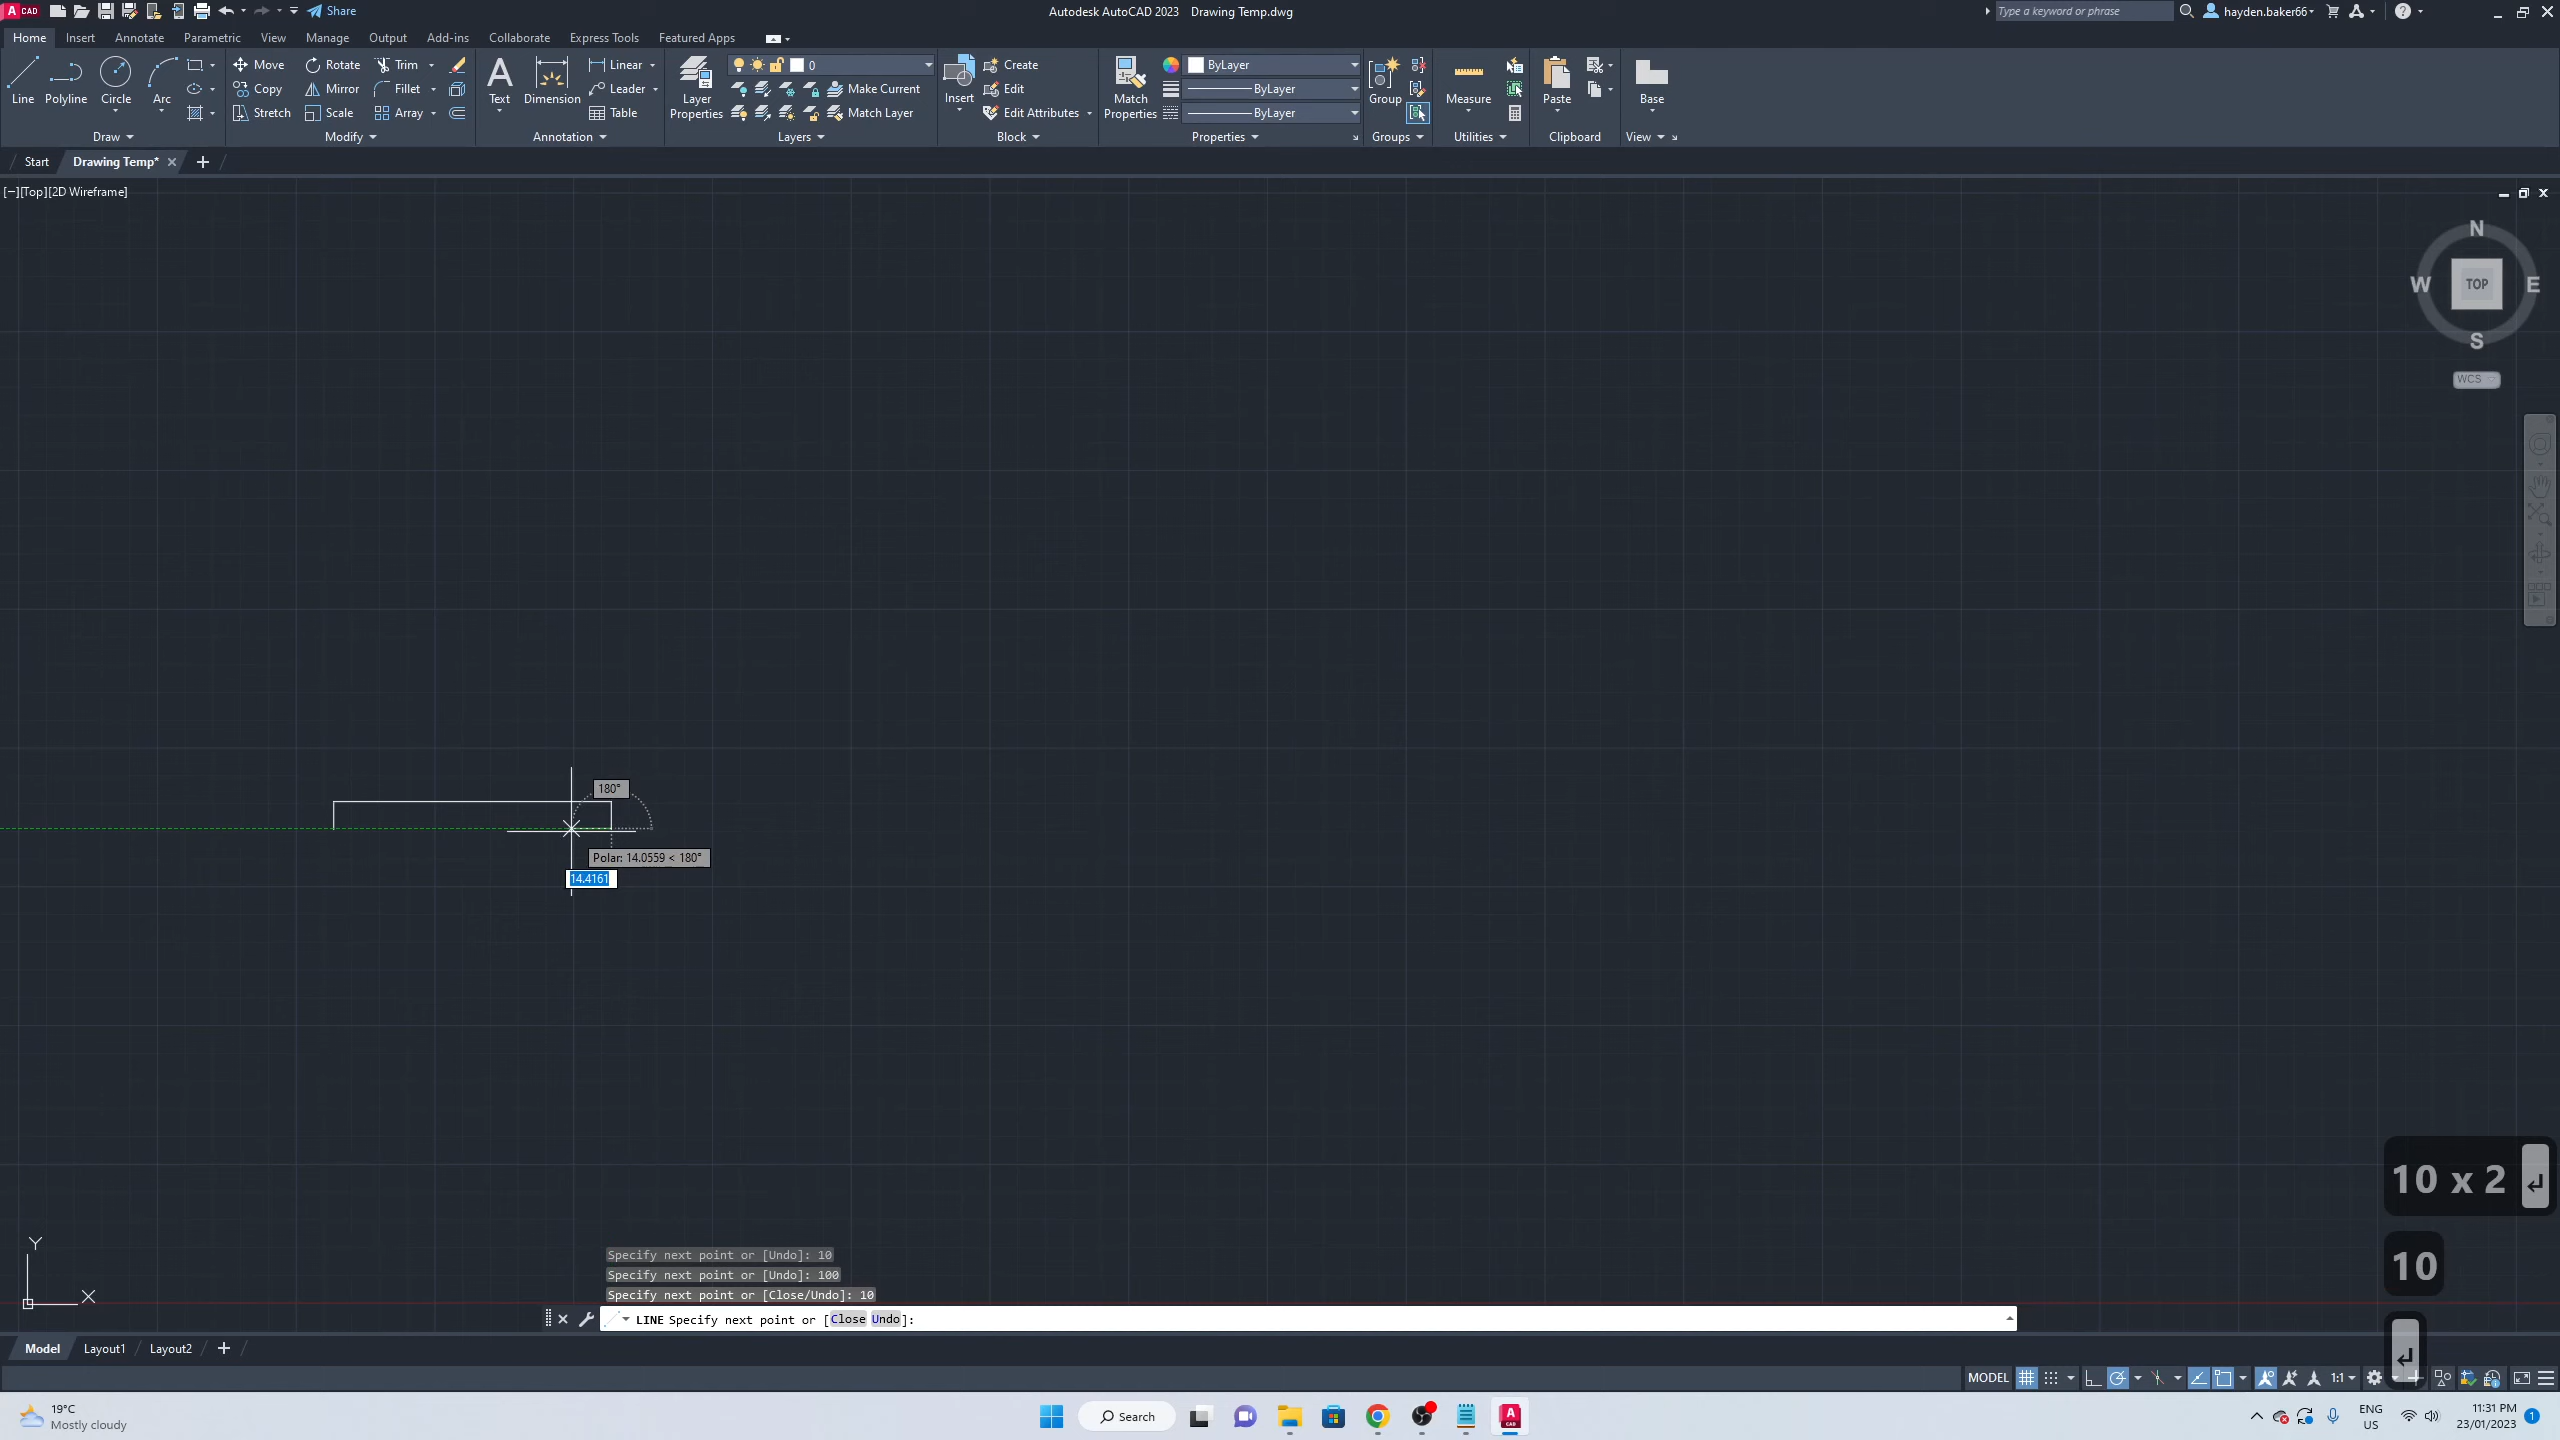 A CAD Share Autodesk AutoCAD 2023 Drawing Temp.dwg Type a keyword or phrase hayden.baker66
Home Insert Annotate Parametric View Manage Output Add-ins Collaborate Express Tools Featured Apps
Line Polyline Circle Arc
Move Rotate Trim
Copy Mirror Fillet
Stretch Scale Array
Text Dimension
Linear
Leader
Table
Layer Properties
0
Make Current
Match Layer
Insert
Create
Edit
Edit Attributes
Match Properties
ByLayer
ByLayer
ByLayer
Group Measure Paste Base
Draw Modify Annotation Layers Block Properties Groups Utilities Clipboard View
Start Drawing Temp*
[−][Top][2D Wireframe]
N
W TOP E
S
WCS
180°
Polar: 14.0559 < 180°
14.4161
10 x 2
10
Y
X
Specify next point or [Undo]: 10
Specify next point or [Undo]: 100
Specify next point or [Close/Undo]: 10
LINE Specify next point or [Close Undo]:
Model Layout1 Layout2
MODEL 1:1
19°C
Mostly cloudy
Search
A CAD
ENG
US
11:31 PM
23/01/2023
1